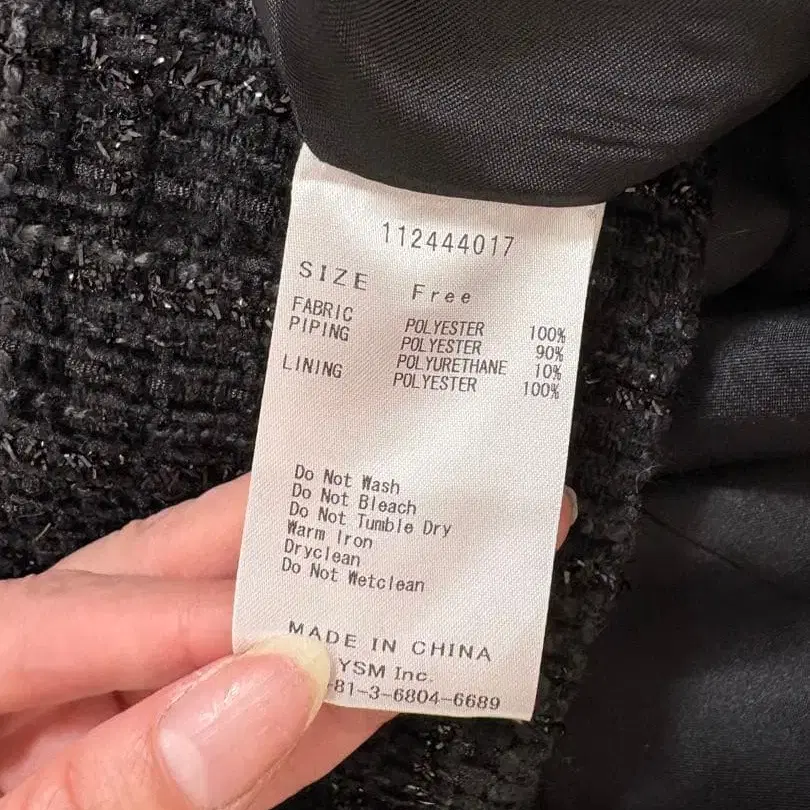 112444017
SIZE Free
FABRIC POLYESTER 100%
PIPING POLYESTER 90%
POLYURETHANE 10%
LINING POLYESTER 100%
Do Not Wash
Do Not Bleach
Do Not Tumble Dry
Warm Iron
Dryclean
Do Not Wetclean
MADE IN CHINA
YSM Inc.
-81-3-6804-6689